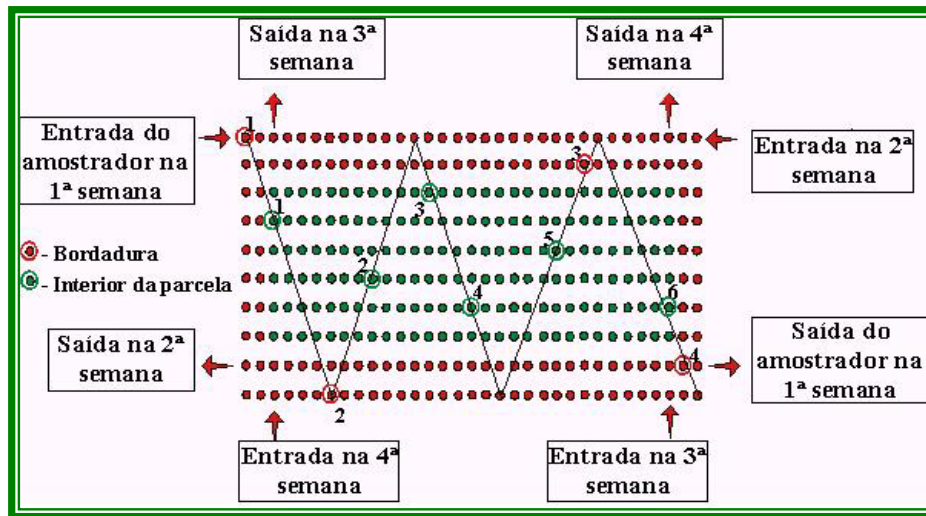 Saída na 3ª
semana
Saída na 4ª
semana
Entrada do
amostrador na
1ª semana
1
3
Entrada na 2ª
semana
1
3
5
- Bordadura
- Interior da parcela
2
4
6
Saída na 2ª
semana
4
Saída do
amostrador na
1ª semana
2
Entrada na 4ª
semana
Entrada na 3ª
semana